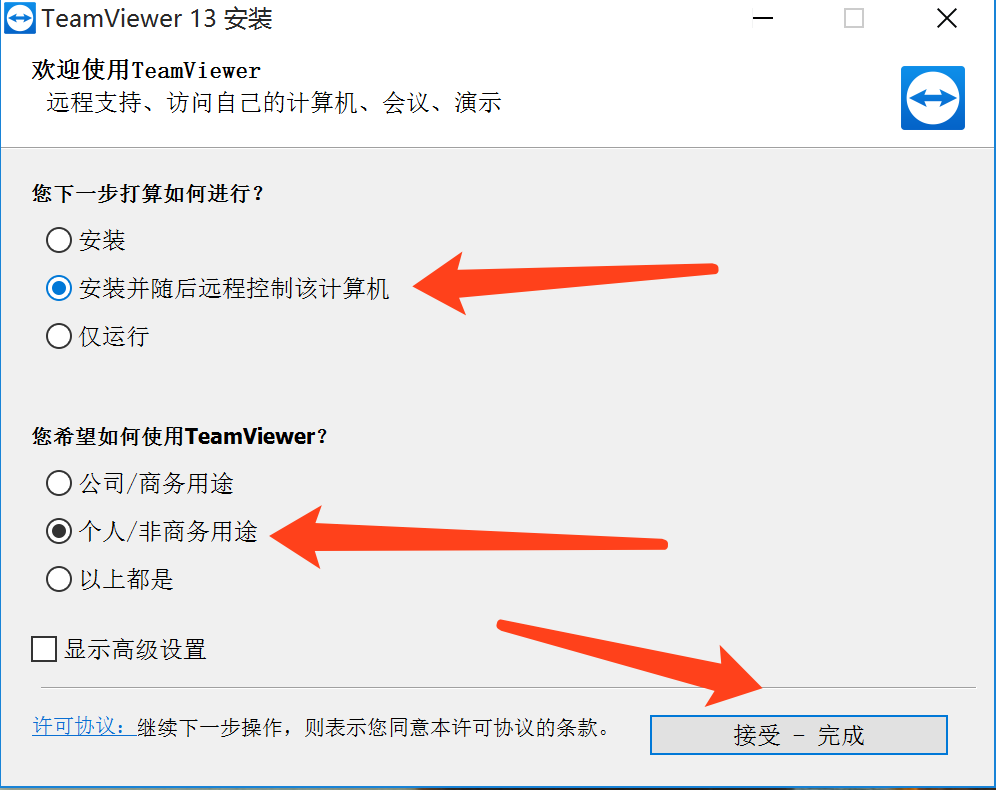 TeamViewer 13 安装
欢迎使用TeamViewer
远程支持、访问自己的计算机、会议、演示
您下一步打算如何进行？
安装
安装并随后远程控制该计算机
仅运行
您希望如何使用TeamViewer？
公司/商务用途
个人/非商务用途
以上都是
显示高级设置
许可协议：继续下一步操作，则表示您同意本许可协议的条款。
接受 - 完成